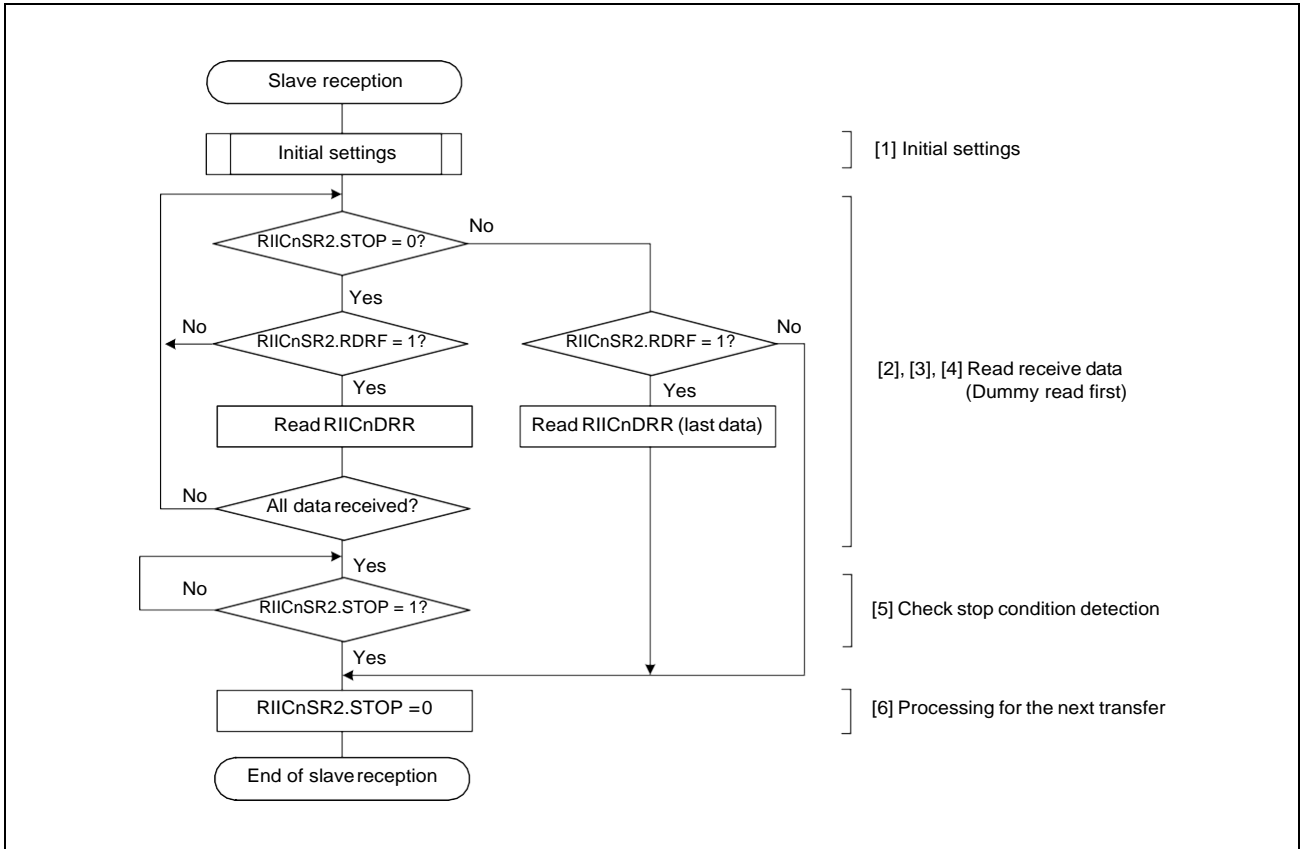 Slave reception
Initial settings
[1] Initial settings
No
RIICnSR2.STOP = 0?
Yes
No
RIICnSR2.RDRF = 1?
Yes
Read RIICnDRR
No
All data received?
Yes
RIICnSR2.RDRF = 1?
No
Yes
Read RIICnDRR (last data)
[2], [3], [4] Read receive data
(Dummy read first)
No
RIICnSR2.STOP = 1?
Yes
[5] Check stop condition detection
RIICnSR2.STOP = 0
[6] Processing for the next transfer
End of slave reception